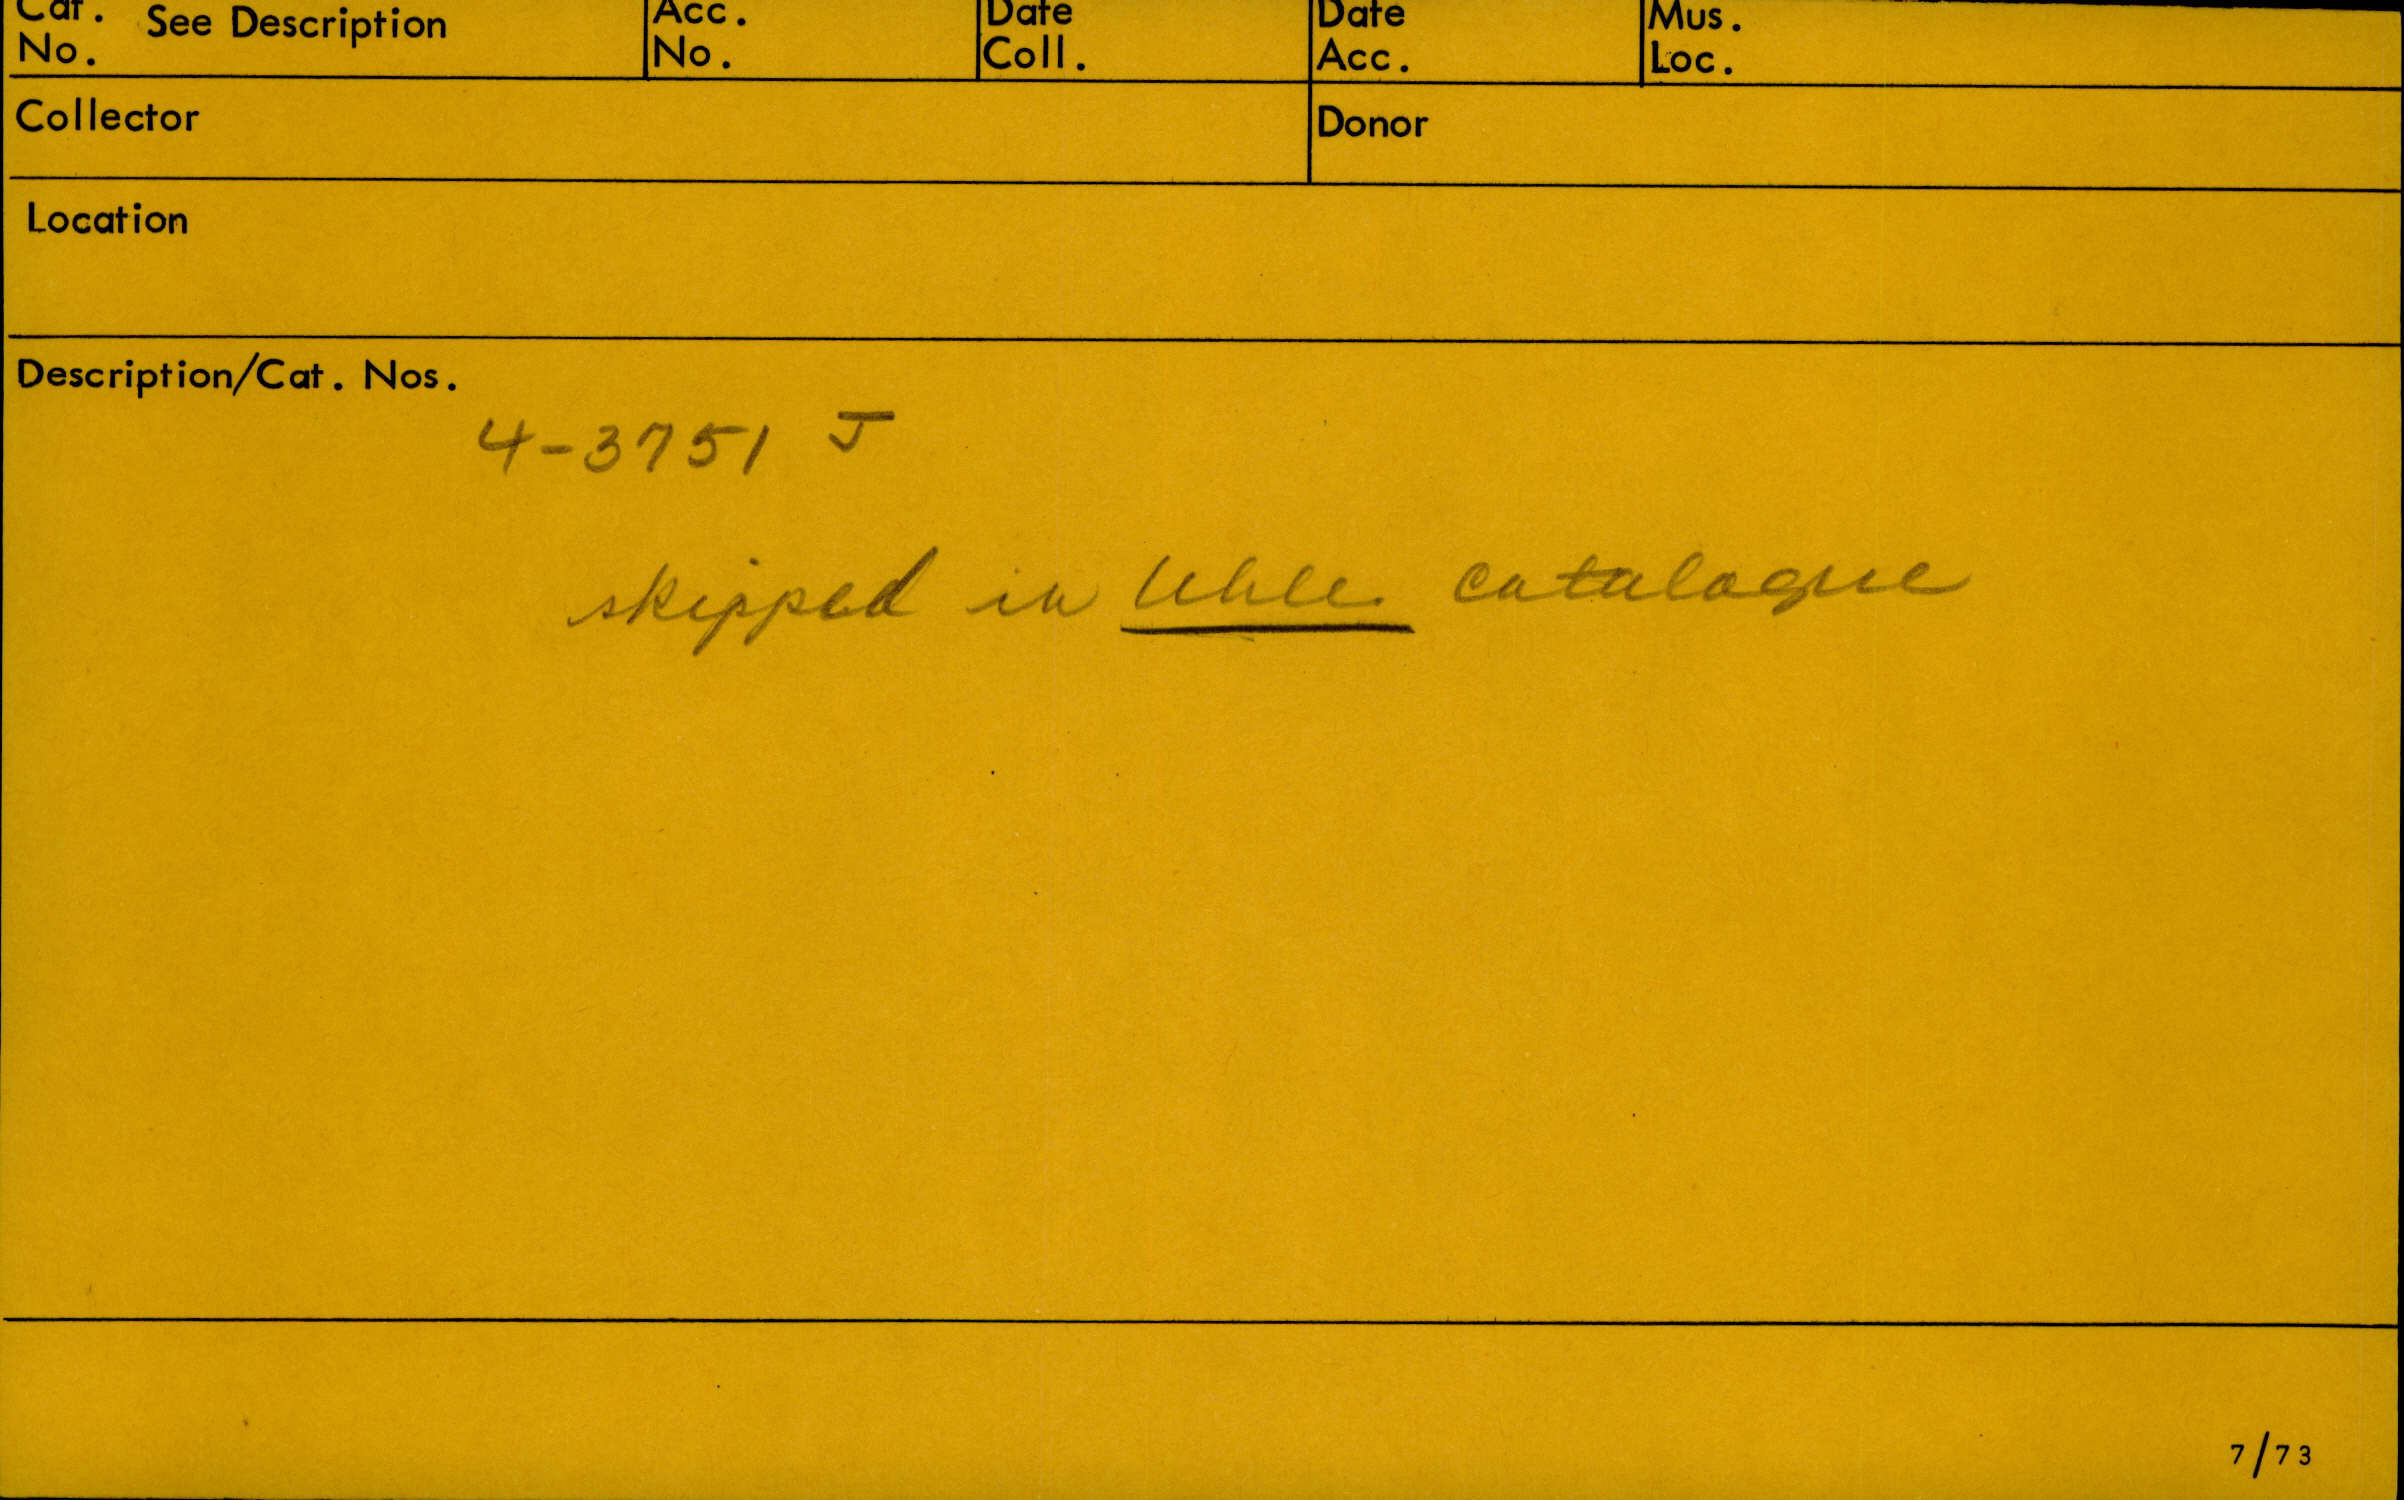 Cat. No. See Description Acc. No. Date Coll. Date Acc. Mus. Loc.
Collector Donor
Location
Description/Cat. Nos.
4-3751 J
skipped in Uhle catalogue
7/73